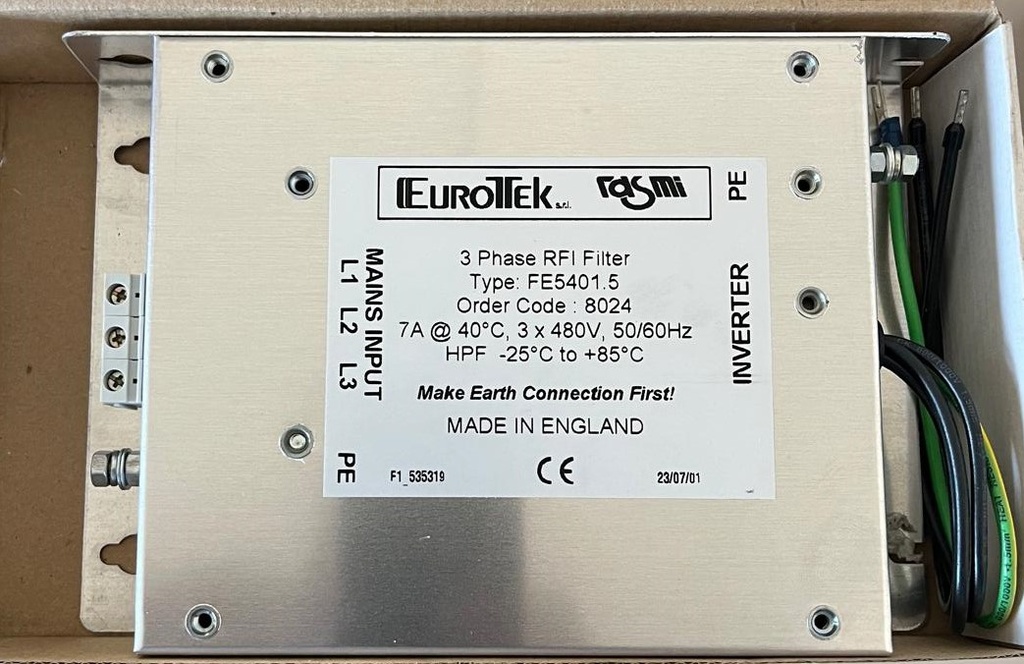 EUROTEK s.r.l. rasmi
PE
3 Phase RFI Filter
Type: FE5401.5
Order Code : 8024
7A @ 40°C, 3 x 480V, 50/60Hz
HPF -25°C to +85°C
Make Earth Connection First!
MADE IN ENGLAND
F1_535319 CE 23/07/01
MAINS INPUT
L1 L2 L3
PE
INVERTER